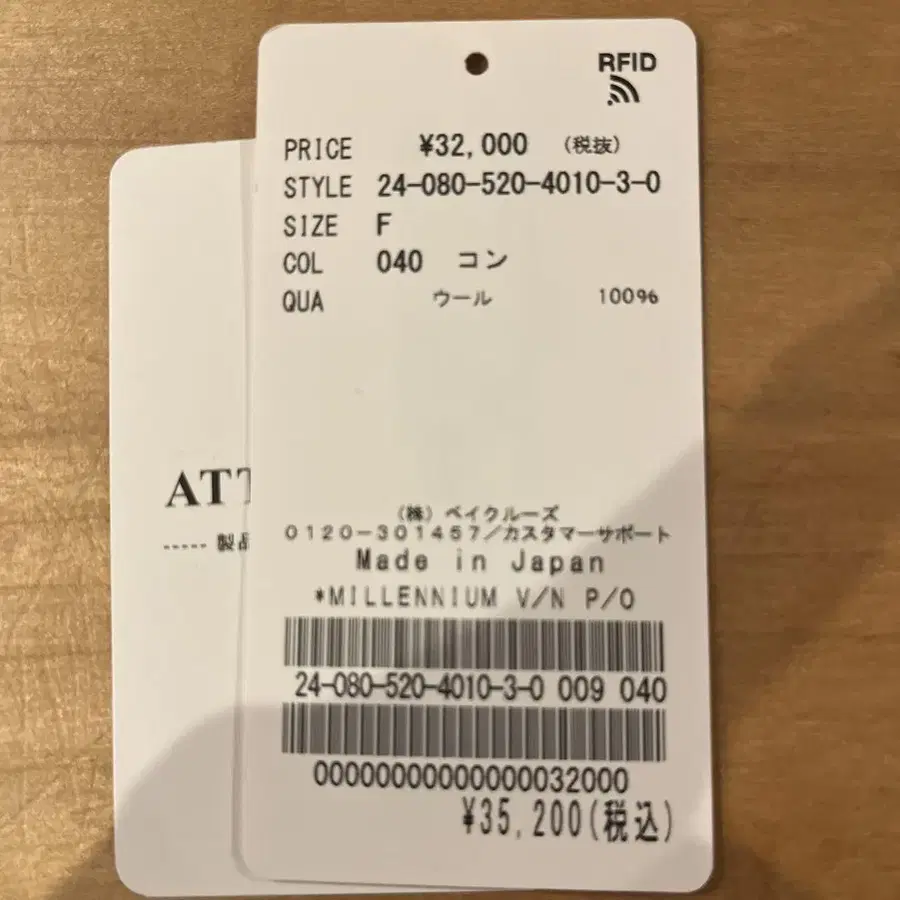 RFID
PRICE ¥32,000 (税抜)
STYLE 24-080-520-4010-3-0
SIZE F
COL 040 コン
QUA ウール 100%
ATT
----- 製品
(株) ベイクルーズ
0120-301457/カスタマーサポート
Made in Japan
*MILLENNIUM V/N P/O
24-080-520-4010-3-0 009 040
00000000000000032000
¥35,200(税込)